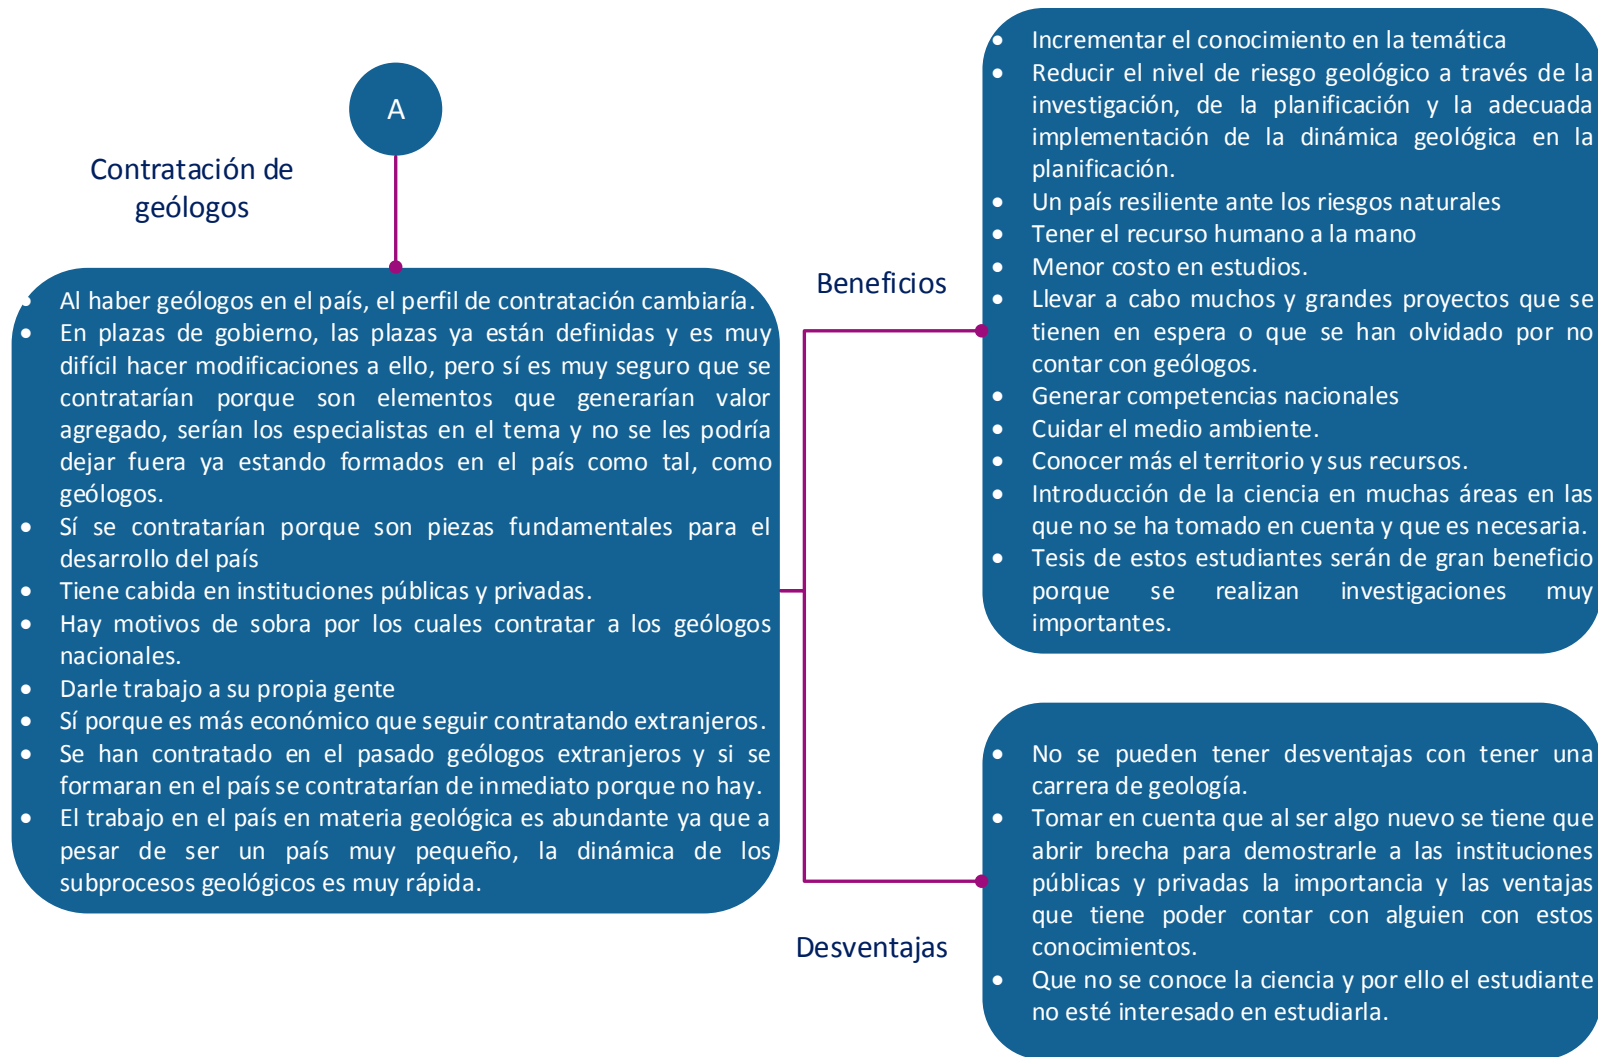 A
Contratación de
geólogos
• Al haber geólogos en el país, el perfil de contratación cambiaría.
• En plazas de gobierno, las plazas ya están definidas y es muy
difícil hacer modificaciones a ello, pero sí es muy seguro que se
contratarían porque son elementos que generarían valor
agregado, serían los especialistas en el tema y no se les podría
dejar fuera ya estando formados en el país como tal, como
geólogos.
• Sí se contratarían porque son piezas fundamentales para el
desarrollo del país
• Tiene cabida en instituciones públicas y privadas.
• Hay motivos de sobra por los cuales contratar a los geólogos
nacionales.
• Darle trabajo a su propia gente
• Sí porque es más económico que seguir contratando extranjeros.
• Se han contratado en el pasado geólogos extranjeros y si se
formaran en el país se contratarían de inmediato porque no hay.
• El trabajo en el país en materia geológica es abundante ya que a
pesar de ser un país muy pequeño, la dinámica de los
subprocesos geológicos es muy rápida.
Beneficios
• Incrementar el conocimiento en la temática
• Reducir el nivel de riesgo geológico a través de la
investigación, de la planificación y la adecuada
implementación de la dinámica geológica en la
planificación.
• Un país resiliente ante los riesgos naturales
• Tener el recurso humano a la mano
• Menor costo en estudios.
• Llevar a cabo muchos y grandes proyectos que se
tienen en espera o que se han olvidado por no
contar con geólogos.
• Generar competencias nacionales
• Cuidar el medio ambiente.
• Conocer más el territorio y sus recursos.
• Introducción de la ciencia en muchas áreas en las
que no se ha tomado en cuenta y que es necesaria.
• Tesis de estos estudiantes serán de gran beneficio
porque se realizan investigaciones muy
importantes.
Desventajas
• No se pueden tener desventajas con tener una
carrera de geología.
• Tomar en cuenta que al ser algo nuevo se tiene que
abrir brecha para demostrarle a las instituciones
públicas y privadas la importancia y las ventajas
que tiene poder contar con alguien con estos
conocimientos.
• Que no se conoce la ciencia y por ello el estudiante
no esté interesado en estudiarla.